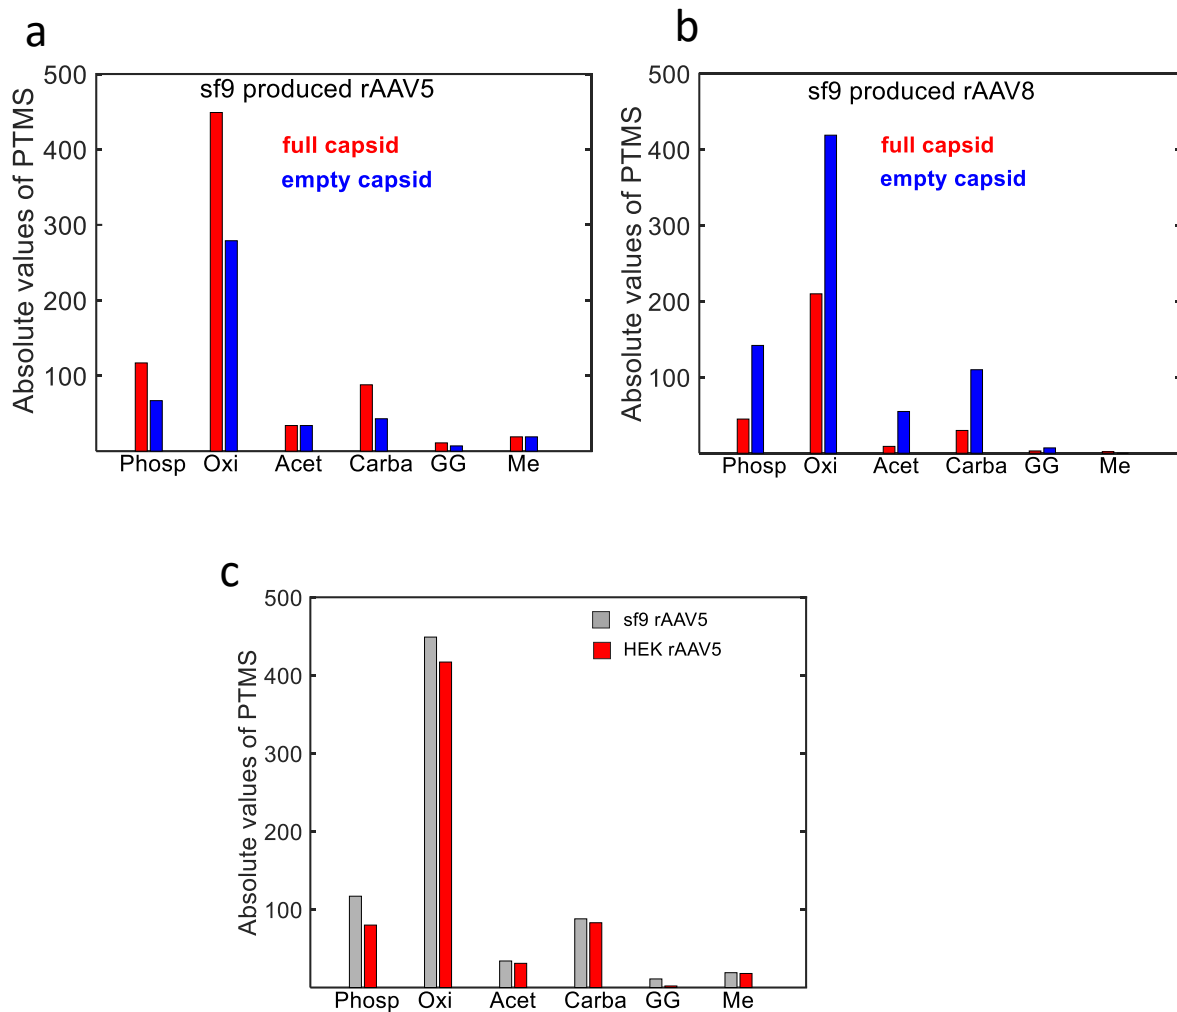 a
sf9 produced rAAV5
full capsid
empty capsid
Absolute values of PTMS
500
400
300
200
100
Phosp Oxi Acet Carba GG Me
b
sf9 produced rAAV8
full capsid
empty capsid
Absolute values of PTMS
500
400
300
200
100
Phosp Oxi Acet Carba GG Me
c
sf9 rAAV5
HEK rAAV5
Absolute values of PTMS
500
400
300
200
100
Phosp Oxi Acet Carba GG Me